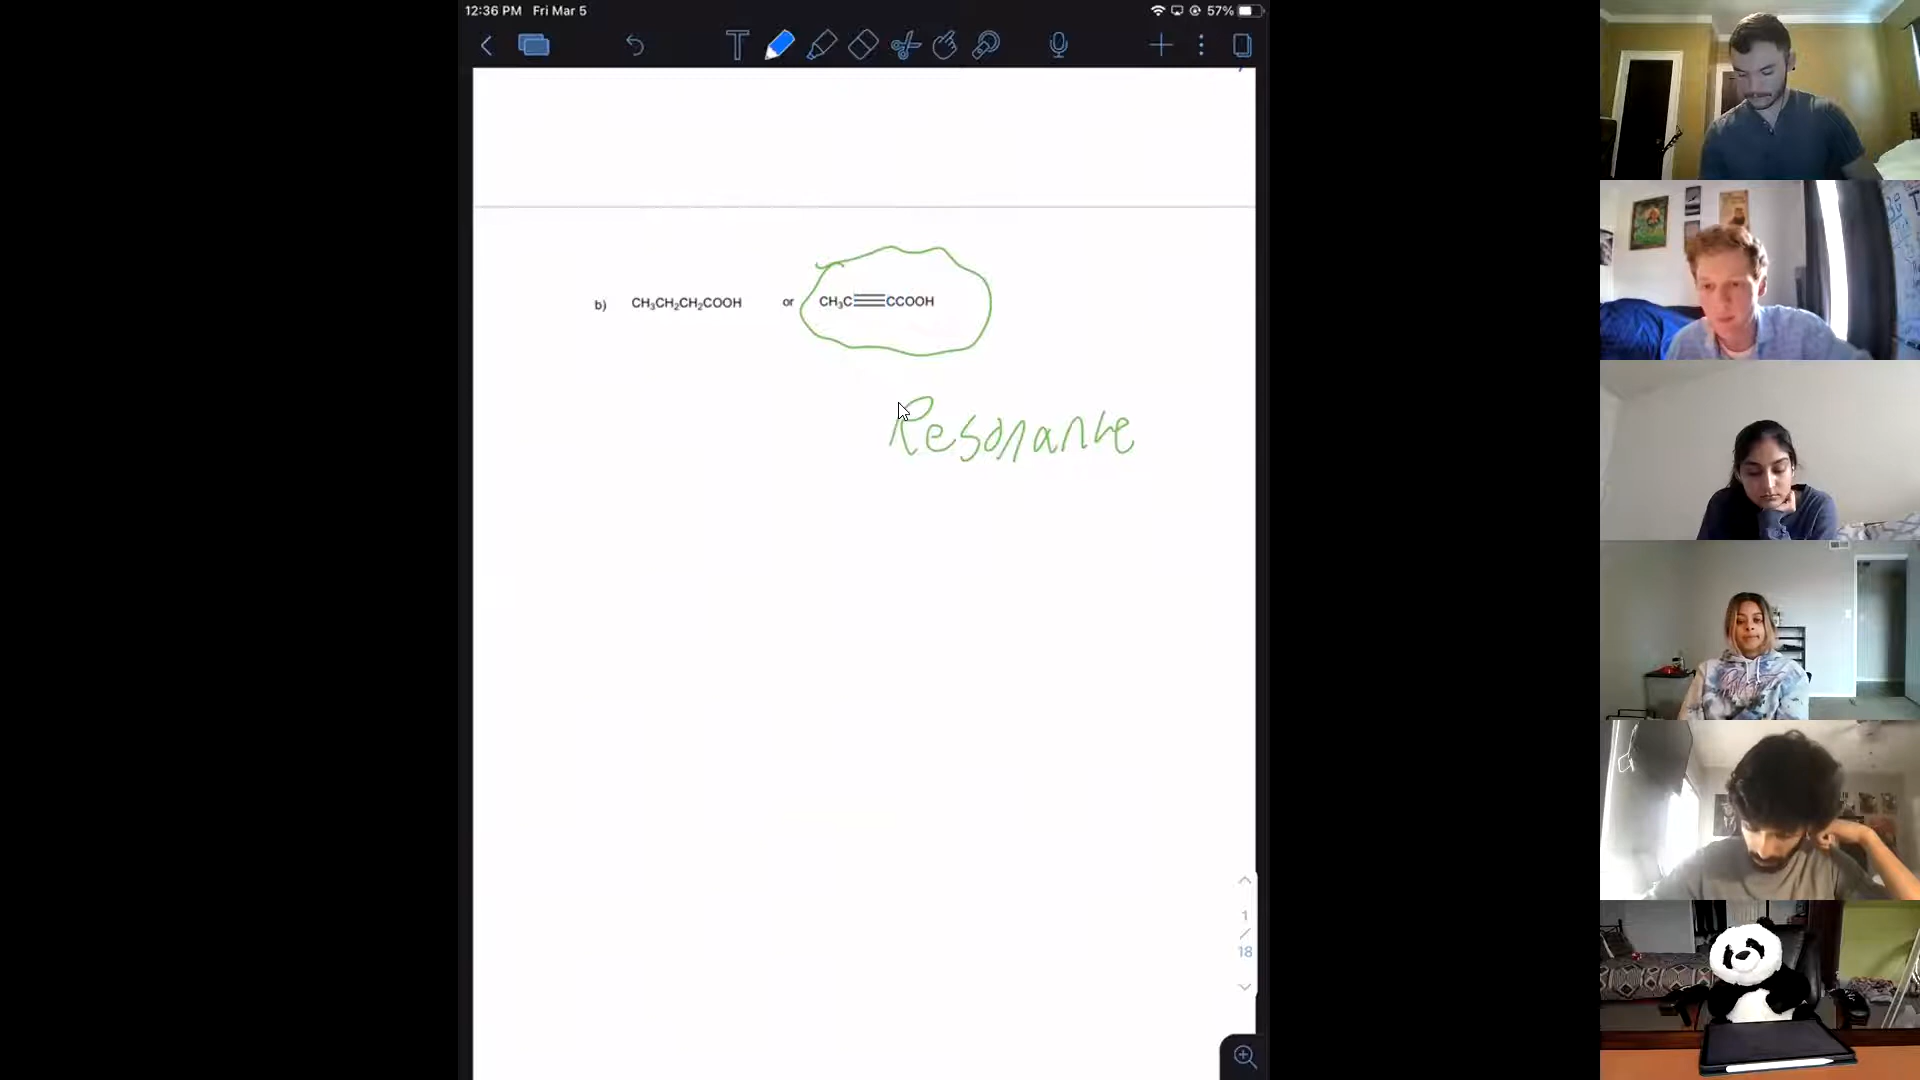 12:36 PM Fri Mar 5
57%
T
b) CH₃CH₂CH₂COOH or CH₃C≡CCOOH
Resonance
1
/
18